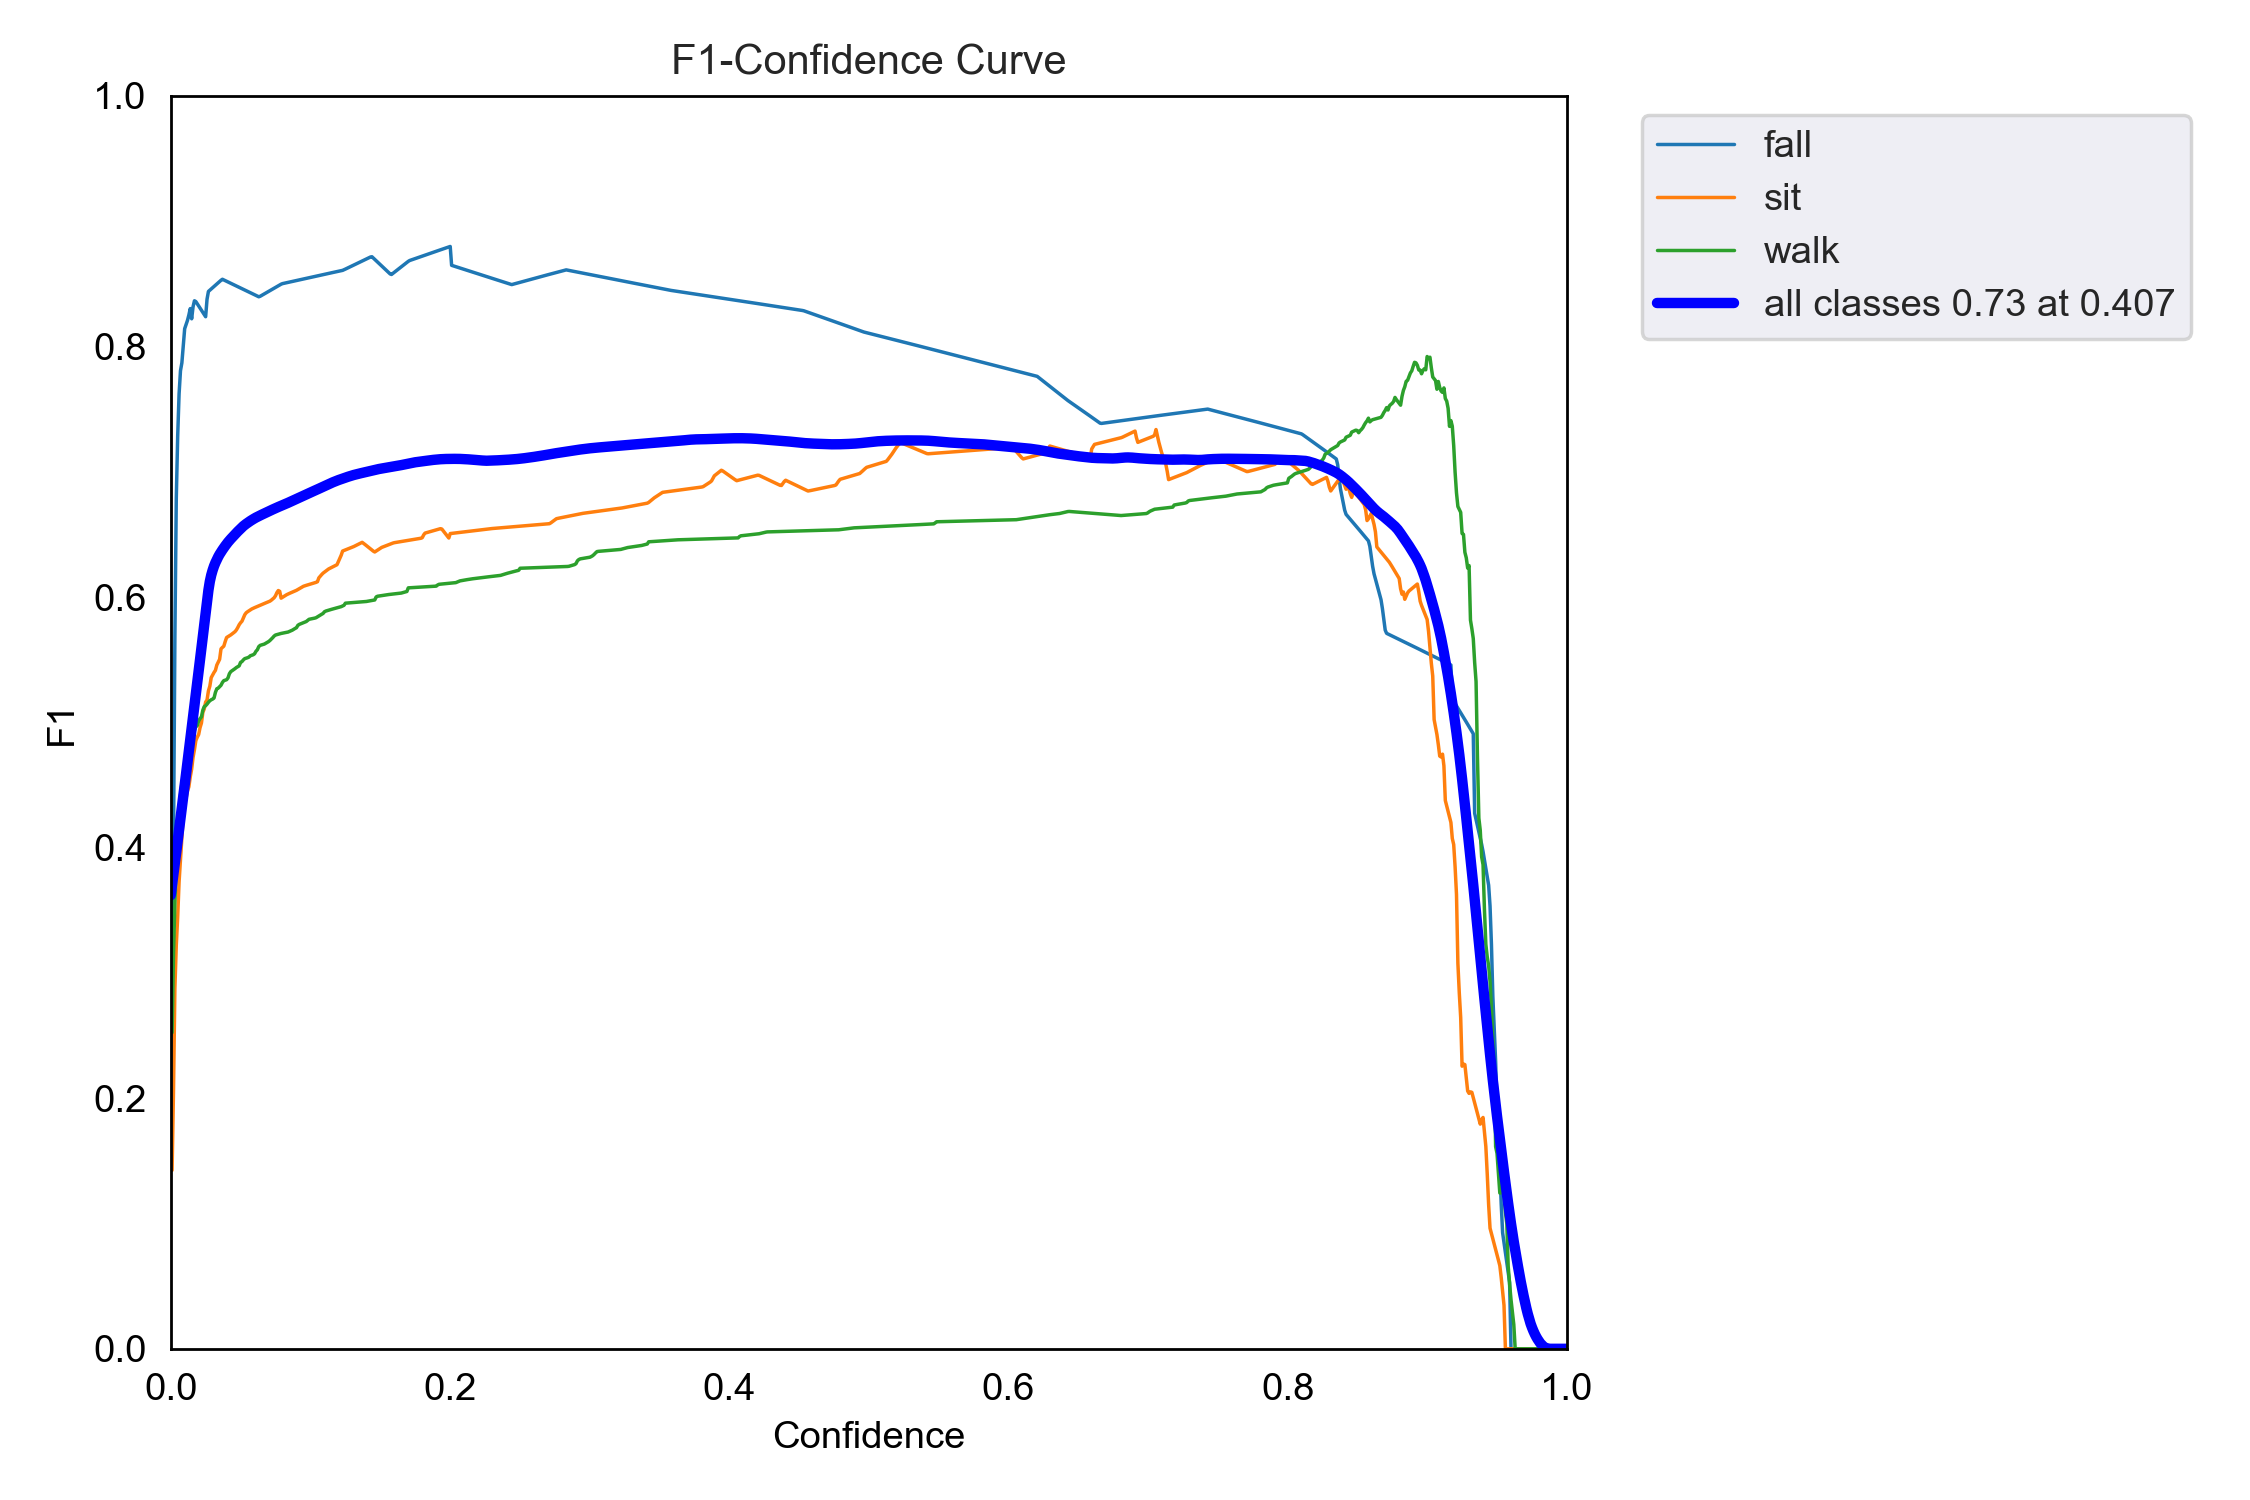 F1-Confidence Curve
1.0
0.8
0.6
0.4
0.2
0.0
F1
0.0 0.2 0.4 0.6 0.8 1.0
Confidence
fall
sit
walk
all classes 0.73 at 0.407